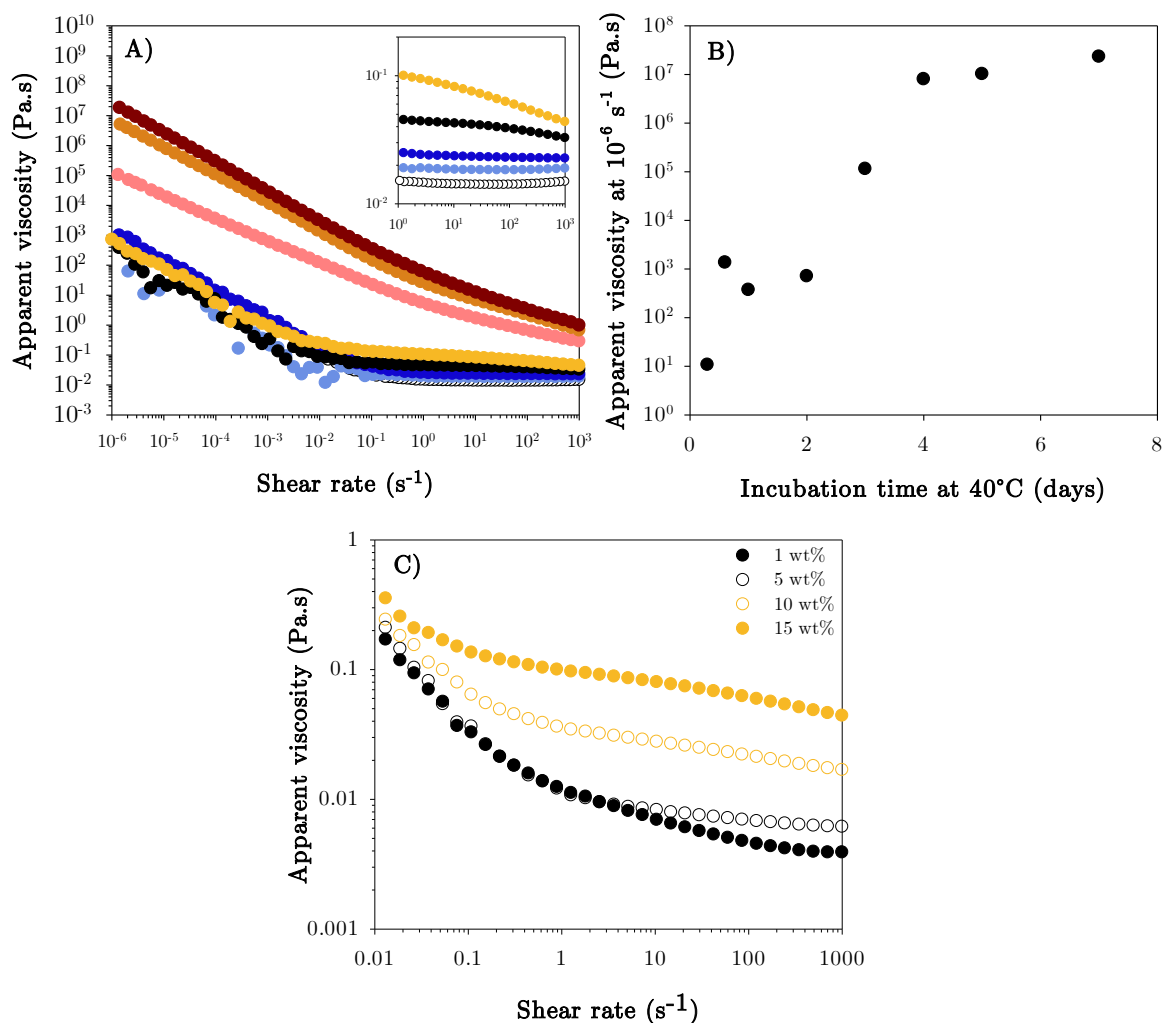 A)
Apparent viscosity (Pa.s)
10^10
10^9
10^8
10^7
10^6
10^5
10^4
10^3
10^2
10^1
10^0
10^-1
10^-2
10^-3
10^-6 10^-5 10^-4 10^-3 10^-2 10^-1 10^0 10^1 10^2 10^3
Shear rate (s^-1)
10^-1
10^-2
10^0 10^1 10^2 10^3
B)
Apparent viscosity at 10^-6 s^-1 (Pa.s)
10^8
10^7
10^6
10^5
10^4
10^3
10^2
10^1
10^0
0 2 4 6 8
Incubation time at 40°C (days)
C)
Apparent viscosity (Pa.s)
1
0.1
0.01
0.001
0.01 0.1 1 10 100 1000
Shear rate (s^-1)
1 wt%
5 wt%
10 wt%
15 wt%